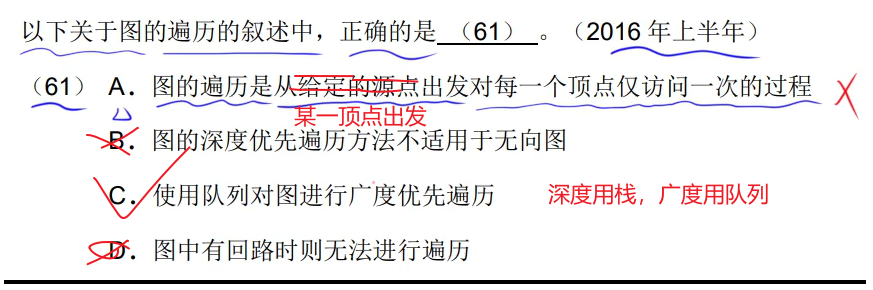 以下关于图的遍历的叙述中，正确的是 （61） 。（2016 年上半年）
（61） A．图的遍历是从给定的源点出发对每一个顶点仅访问一次的过程
某一顶点出发
B．图的深度优先遍历方法不适用于无向图
C．使用队列对图进行广度优先遍历 深度用栈，广度用队列
D．图中有回路时则无法进行遍历